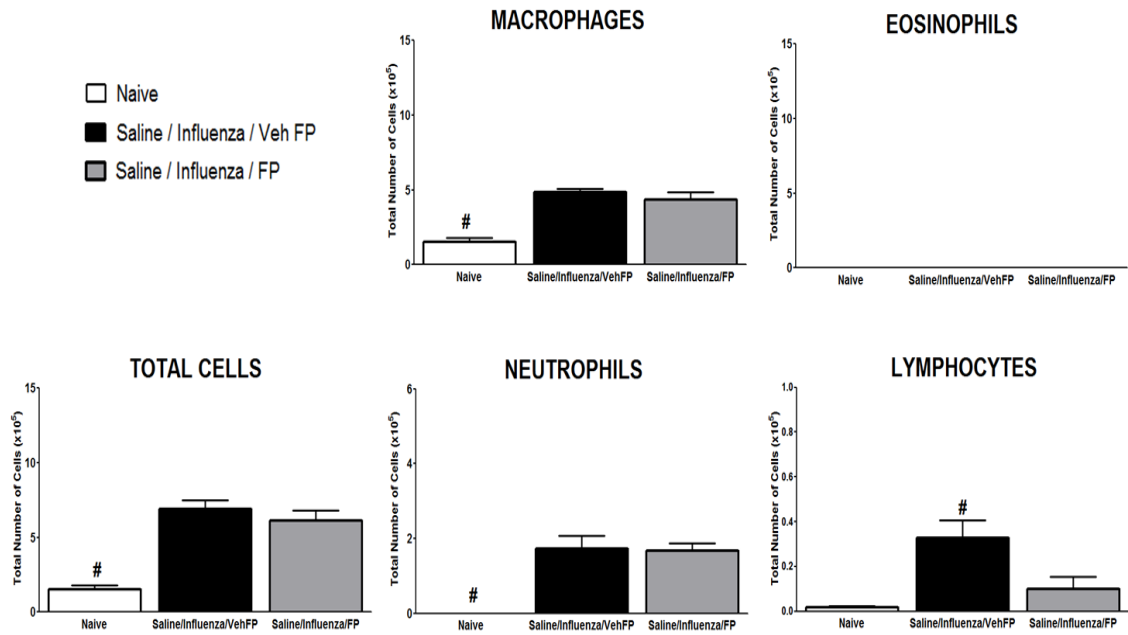 MACROPHAGES
Total Number of Cells (x10⁵)
15
10
5
0
#
Naive
Saline/Influenza/VehFP
Saline/Influenza/FP
EOSINOPHILS
Total Number of Cells (x10⁵)
15
10
5
0
Naive
Saline/Influenza/VehFP
Saline/Influenza/FP
Naive
Saline / Influenza / Veh FP
Saline / Influenza / FP
TOTAL CELLS
Total Number of Cells (x10⁵)
15
10
5
0
#
Naive
Saline/Influenza/VehFP
Saline/Influenza/FP
NEUTROPHILS
Total Number of Cells (x10⁵)
6
4
2
0
#
Naive
Saline/Influenza/VehFP
Saline/Influenza/FP
LYMPHOCYTES
Total Number of Cells (x10⁵)
1.0
0.8
0.6
0.4
0.2
0.0
#
Naive
Saline/Influenza/VehFP
Saline/Influenza/FP